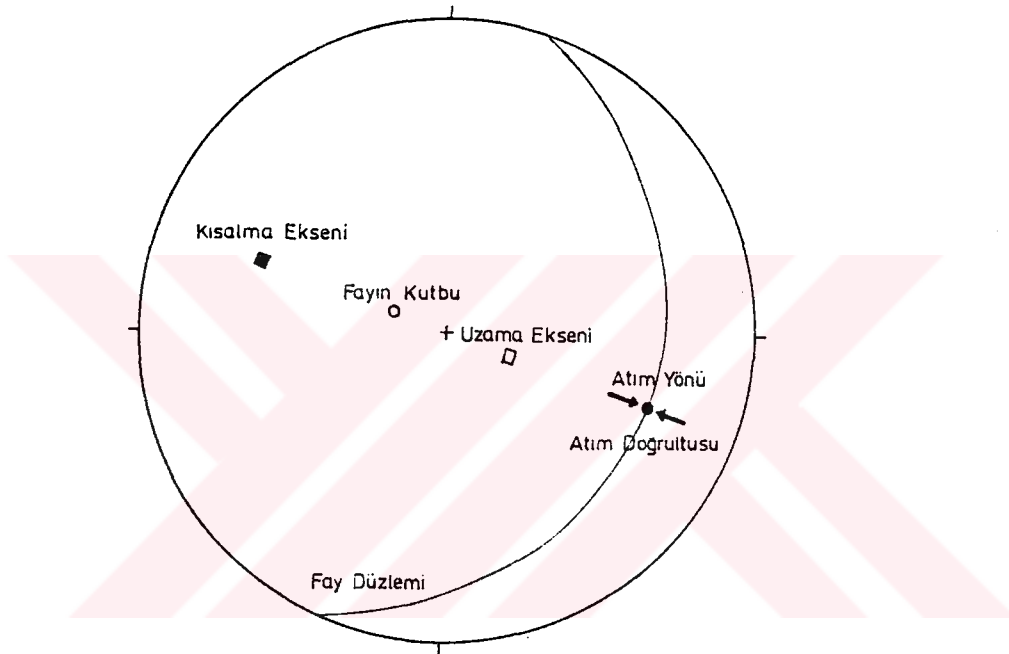 Kısalma Ekseni
Fayın Kutbu
Uzama Ekseni
Atım Yönü
Atım Doğrultusu
Fay Düzlemi